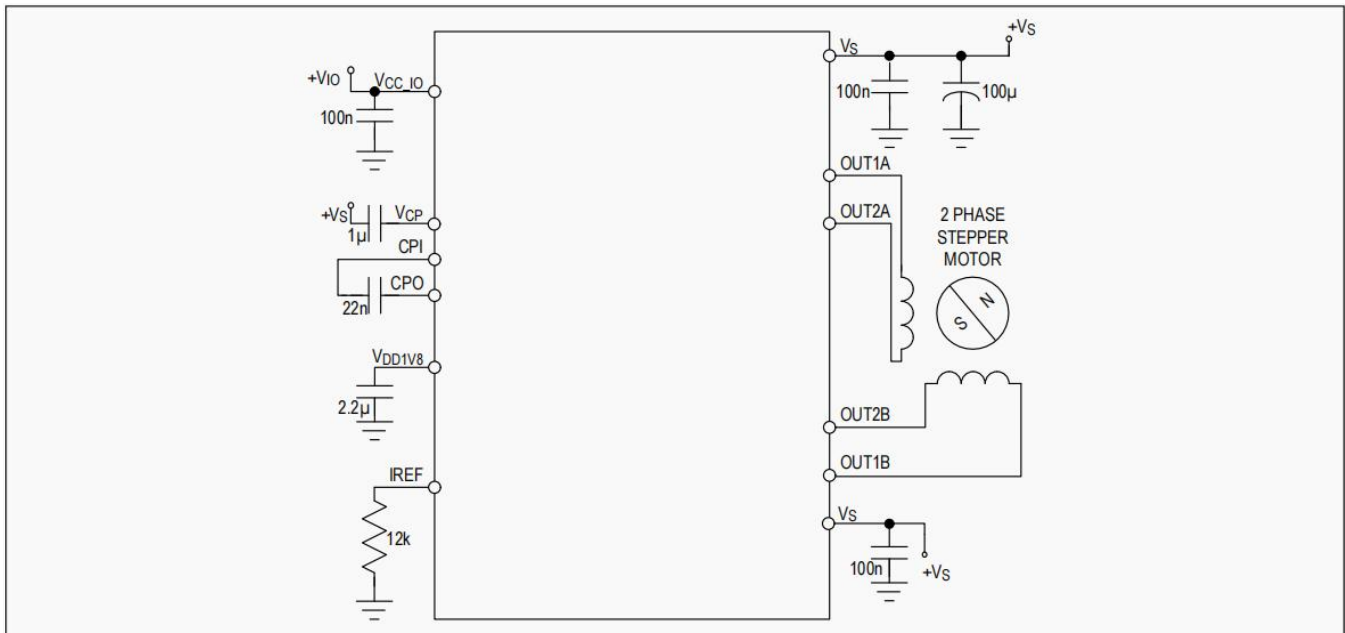 +VS
VS
100n
100µ
+VIO
VCC_IO
100n
OUT1A
OUT2A
2 PHASE
STEPPER
MOTOR
N
S
+VS
VCP
1µ
CPI
CPO
22n
VDD1V8
2.2µ
OUT2B
OUT1B
IREF
12k
VS
100n
+VS